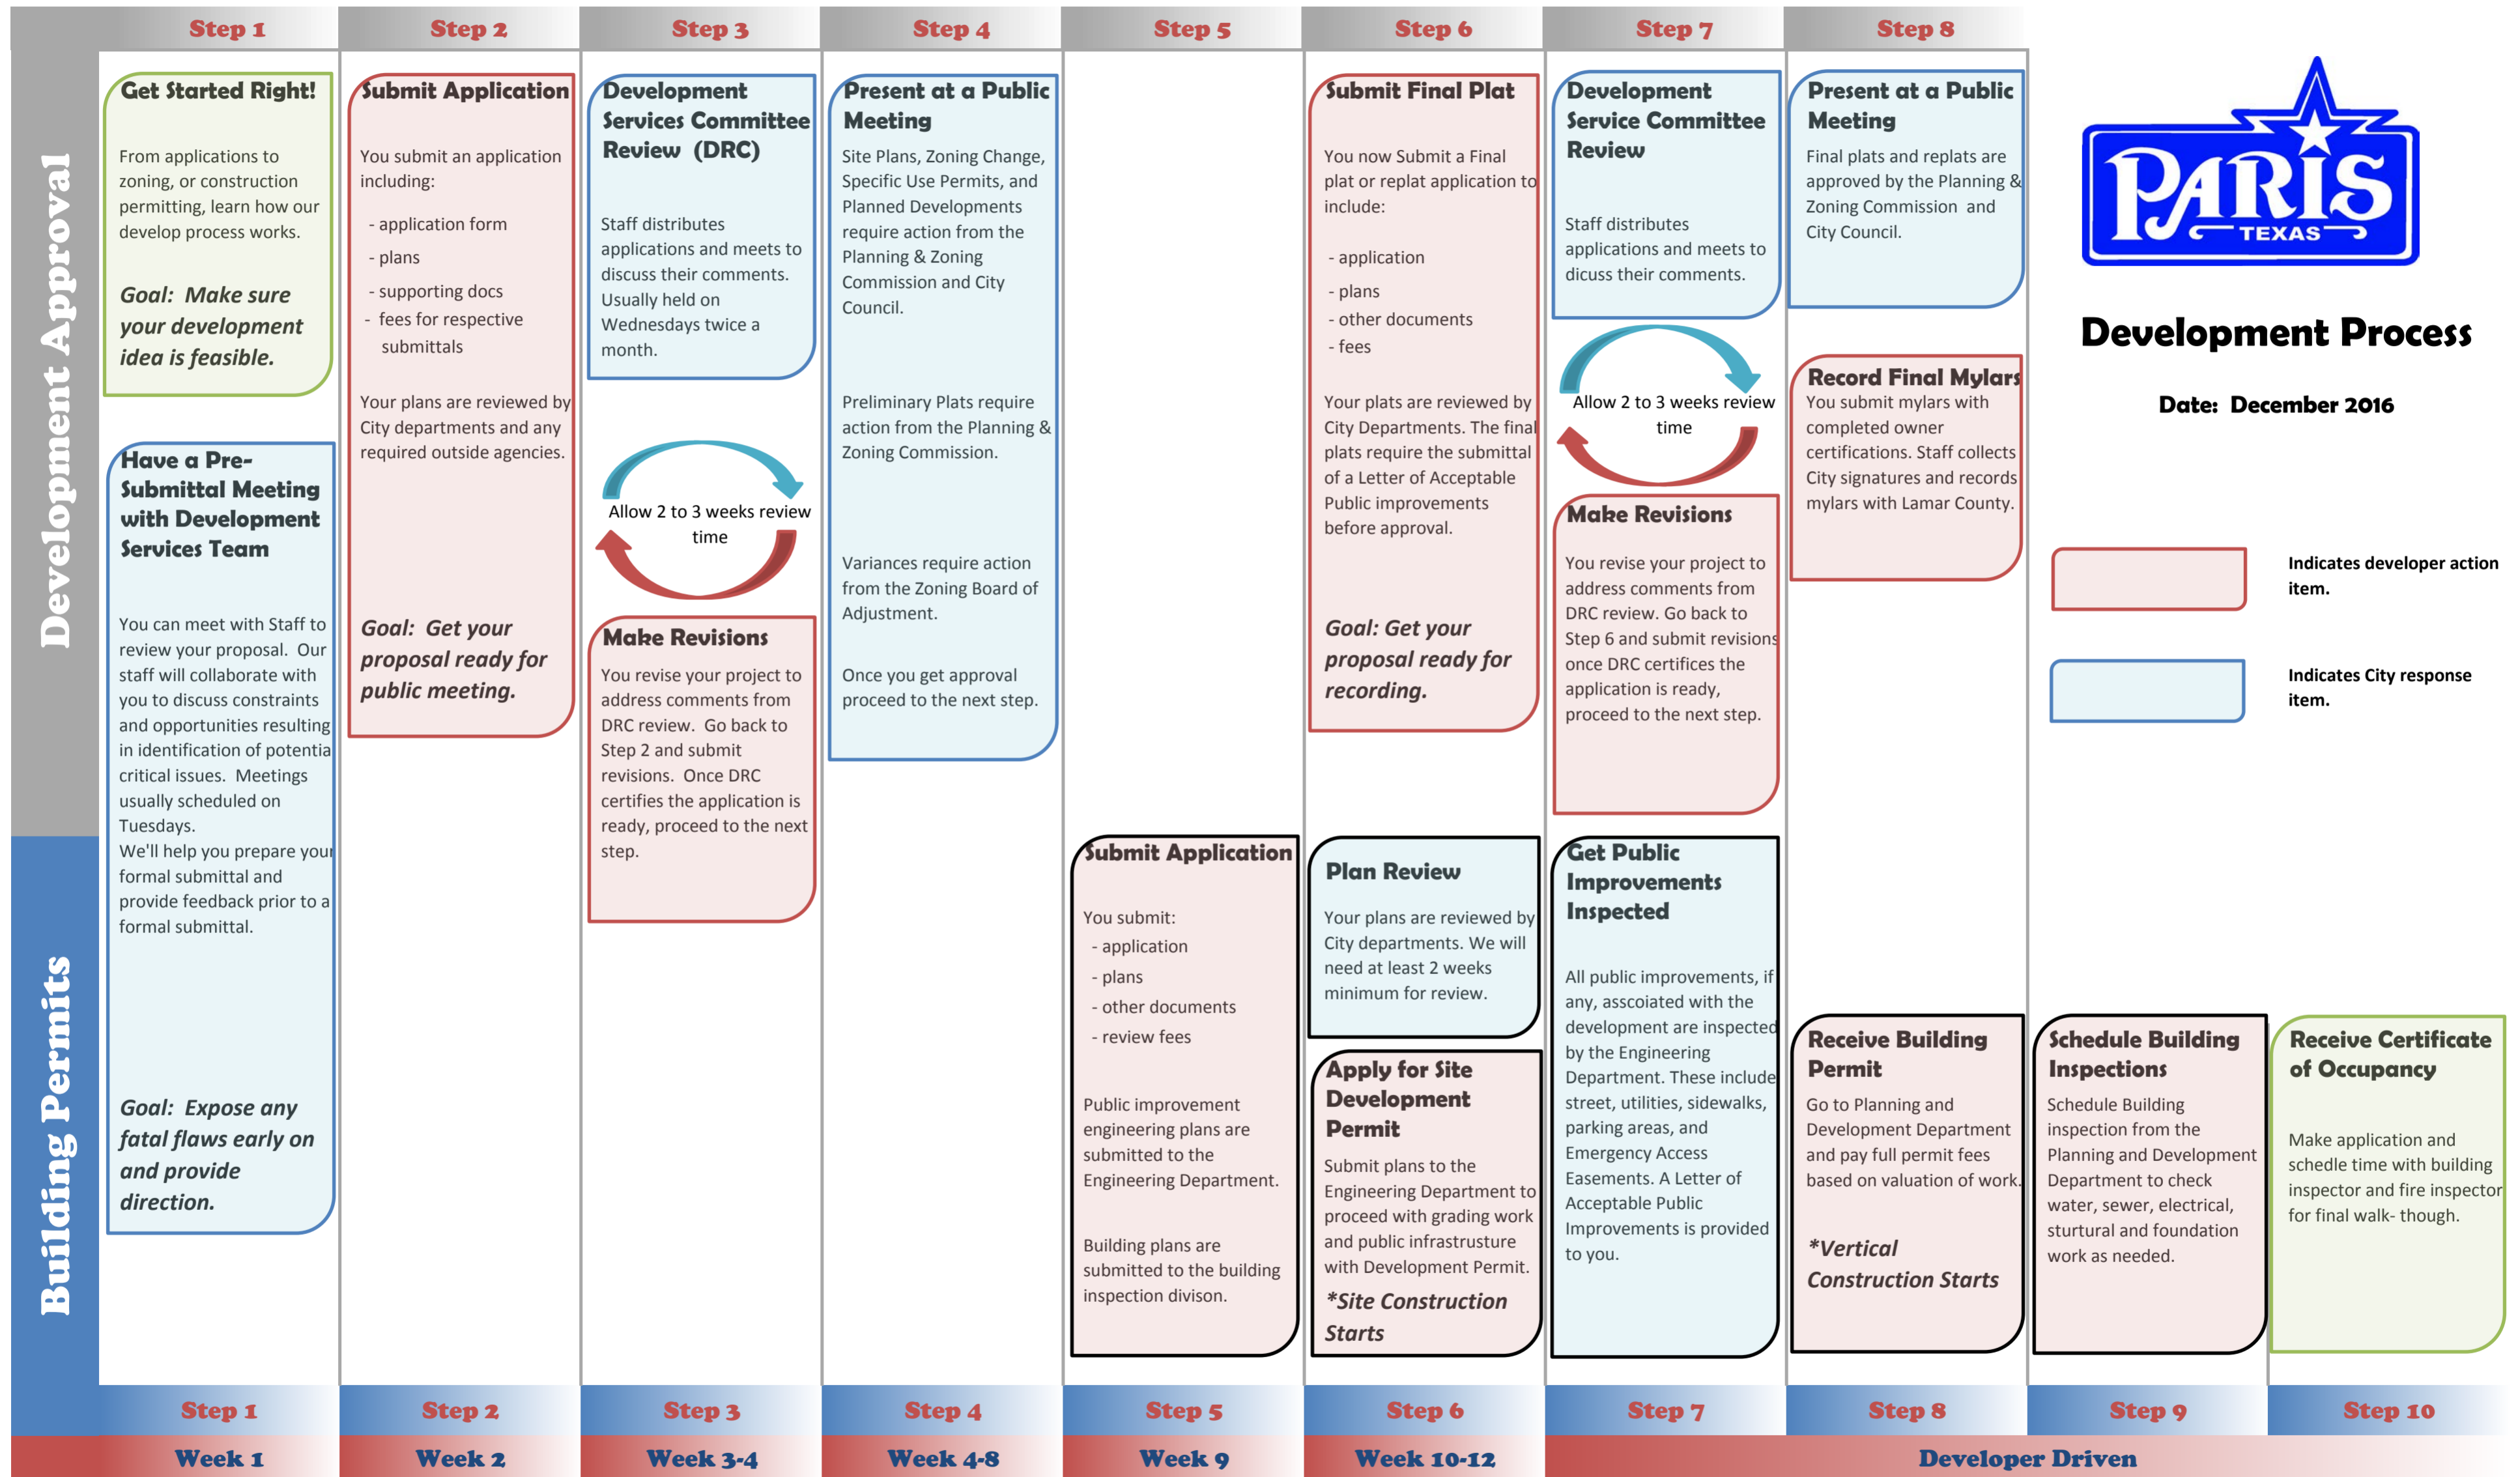 Step 1
Step 2
Step 3
Step 4
Step 5
Step 6
Step 7
Step 8
Development Approval
Building Permits
Get Started Right!
From applications to
zoning, or construction
permitting, learn how our
develop process works.
Goal: Make sure
your development
idea is feasible.
Have a Pre-
Submittal Meeting
with Development
Services Team
You can meet with Staff to
review your proposal. Our
staff will collaborate with
you to discuss constraints
and opportunities resulting
in identification of potentia
critical issues. Meetings
usually scheduled on
Tuesdays.
We'll help you prepare your
formal submittal and
provide feedback prior to a
formal submittal.
Goal: Expose any
fatal flaws early on
and provide
direction.
Submit Application
You submit an application
including:
- application form
- plans
- supporting docs
- fees for respective
submittals
Your plans are reviewed by
City departments and any
required outside agencies.
Goal: Get your
proposal ready for
public meeting.
Development
Services Committee
Review (DRC)
Staff distributes
applications and meets to
discuss their comments.
Usually held on
Wednesdays twice a
month.
Allow 2 to 3 weeks review
time
Make Revisions
You revise your project to
address comments from
DRC review. Go back to
Step 2 and submit
revisions. Once DRC
certifies the application is
ready, proceed to the next
step.
Present at a Public
Meeting
Site Plans, Zoning Change,
Specific Use Permits, and
Planned Developments
require action from the
Planning & Zoning
Commission and City
Council.
Preliminary Plats require
action from the Planning &
Zoning Commission.
Variances require action
from the Zoning Board of
Adjustment.
Once you get approval
proceed to the next step.
Submit Application
You submit:
- application
- plans
- other documents
- review fees
Public improvement
engineering plans are
submitted to the
Engineering Department.
Building plans are
submitted to the building
inspection divison.
Submit Final Plat
You now Submit a Final
plat or replat application to
include:
- application
- plans
- other documents
- fees
Your plats are reviewed by
City Departments. The final
plats require the submittal
of a Letter of Acceptable
Public improvements
before approval.
Goal: Get your
proposal ready for
recording.
Plan Review
Your plans are reviewed by
City departments. We will
need at least 2 weeks
minimum for review.
Apply for Site
Development
Permit
Submit plans to the
Engineering Department to
proceed with grading work
and public infrastrusture
with Development Permit.
*Site Construction
Starts
Development
Service Committee
Review
Staff distributes
applications and meets to
dicuss their comments.
Allow 2 to 3 weeks review
time
Make Revisions
You revise your project to
address comments from
DRC review. Go back to
Step 6 and submit revisions
once DRC certifices the
application is ready,
proceed to the next step.
Get Public
Improvements
Inspected
All public improvements, if
any, asscoiated with the
development are inspected
by the Engineering
Department. These include
street, utilities, sidewalks,
parking areas, and
Emergency Access
Easements. A Letter of
Acceptable Public
Improvements is provided
to you.
Present at a Public
Meeting
Final plats and replats are
approved by the Planning &
Zoning Commission and
City Council.
Record Final Mylars
You submit mylars with
completed owner
certifications. Staff collects
City signatures and records
mylars with Lamar County.
Receive Building
Permit
Go to Planning and
Development Department
and pay full permit fees
based on valuation of work.
*Vertical
Construction Starts
PARIS
TEXAS
Development Process
Date: December 2016
Indicates developer action
item.
Indicates City response
item.
Schedule Building
Inspections
Schedule Building
inspection from the
Planning and Development
Department to check
water, sewer, electrical,
sturtural and foundation
work as needed.
Receive Certificate
of Occupancy
Make application and
schedle time with building
inspector and fire inspector
for final walk- though.
Step 1
Step 2
Step 3
Step 4
Step 5
Step 6
Step 7
Step 8
Step 9
Step 10
Week 1
Week 2
Week 3-4
Week 4-8
Week 9
Week 10-12
Developer Driven